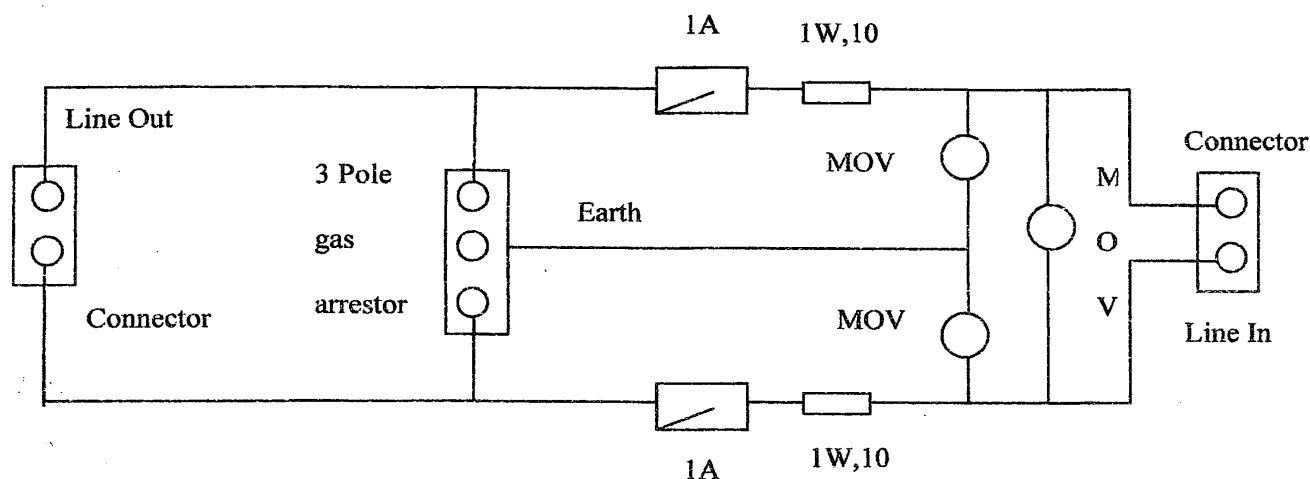 1A
1W,10
Line Out
3 Pole
gas
arrestor
Connector
Earth
MOV
MOV
M
O
V
Connector
Line In
1A
1W,10